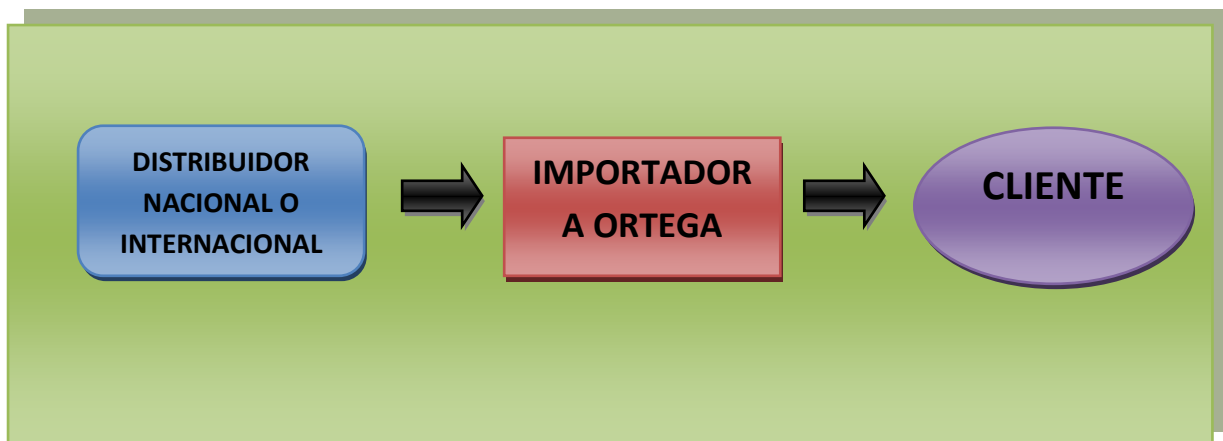 DISTRIBUIDOR
NACIONAL O
INTERNACIONAL
IMPORTADOR
A ORTEGA
CLIENTE